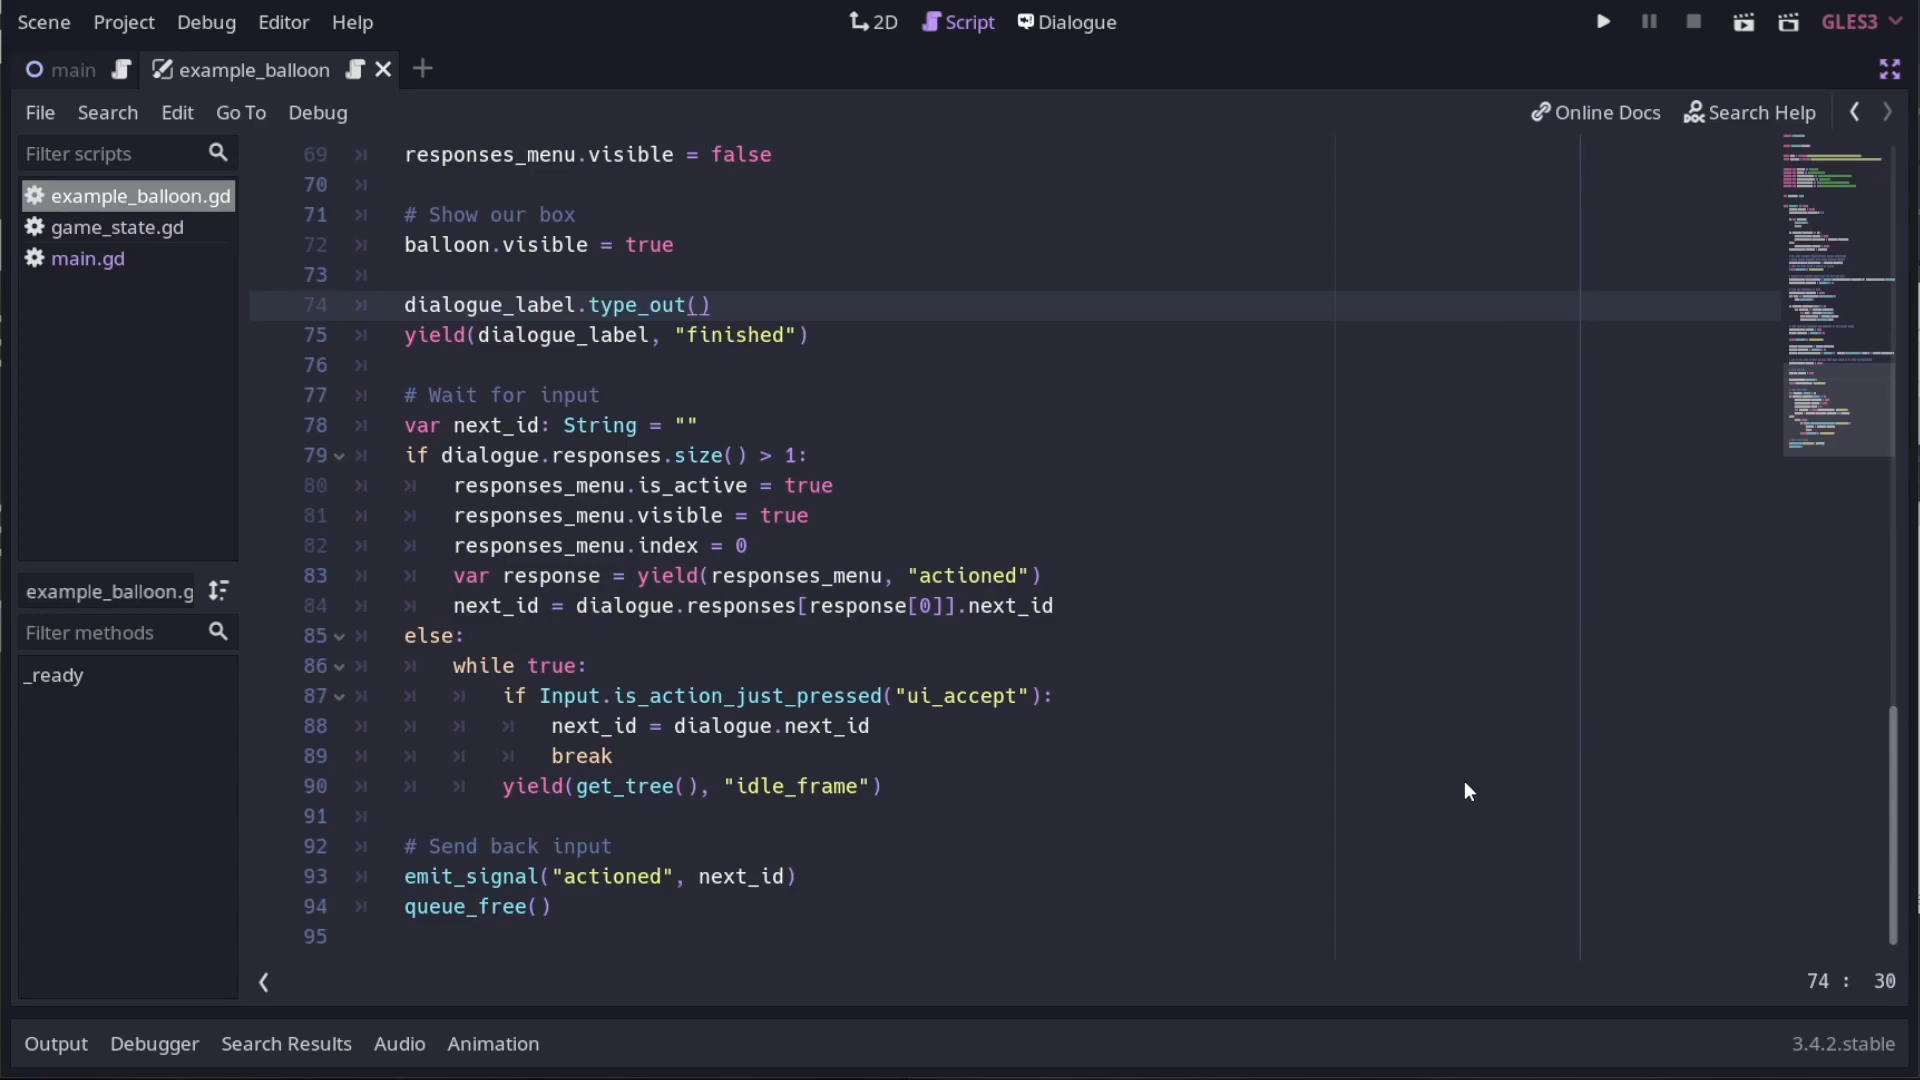 Scene Project Debug Editor Help 2D Script Dialogue GLES3
main example_balloon
File Search Edit Go To Debug Online Docs Search Help
Filter scripts
example_balloon.gd
game_state.gd
main.gd
example_balloon.g
Filter methods
_ready
69 responses_menu.visible = false
70
71 # Show our box
72 balloon.visible = true
73
74 dialogue_label.type_out()
75 yield(dialogue_label, "finished")
76
77 # Wait for input
78 var next_id: String = ""
79 if dialogue.responses.size() > 1:
80 responses_menu.is_active = true
81 responses_menu.visible = true
82 responses_menu.index = 0
83 var response = yield(responses_menu, "actioned")
84 next_id = dialogue.responses[response[0]].next_id
85 else:
86 while true:
87 if Input.is_action_just_pressed("ui_accept"):
88 next_id = dialogue.next_id
89 break
90 yield(get_tree(), "idle_frame")
91
92 # Send back input
93 emit_signal("actioned", next_id)
94 queue_free()
95
74 : 30
Output Debugger Search Results Audio Animation 3.4.2.stable